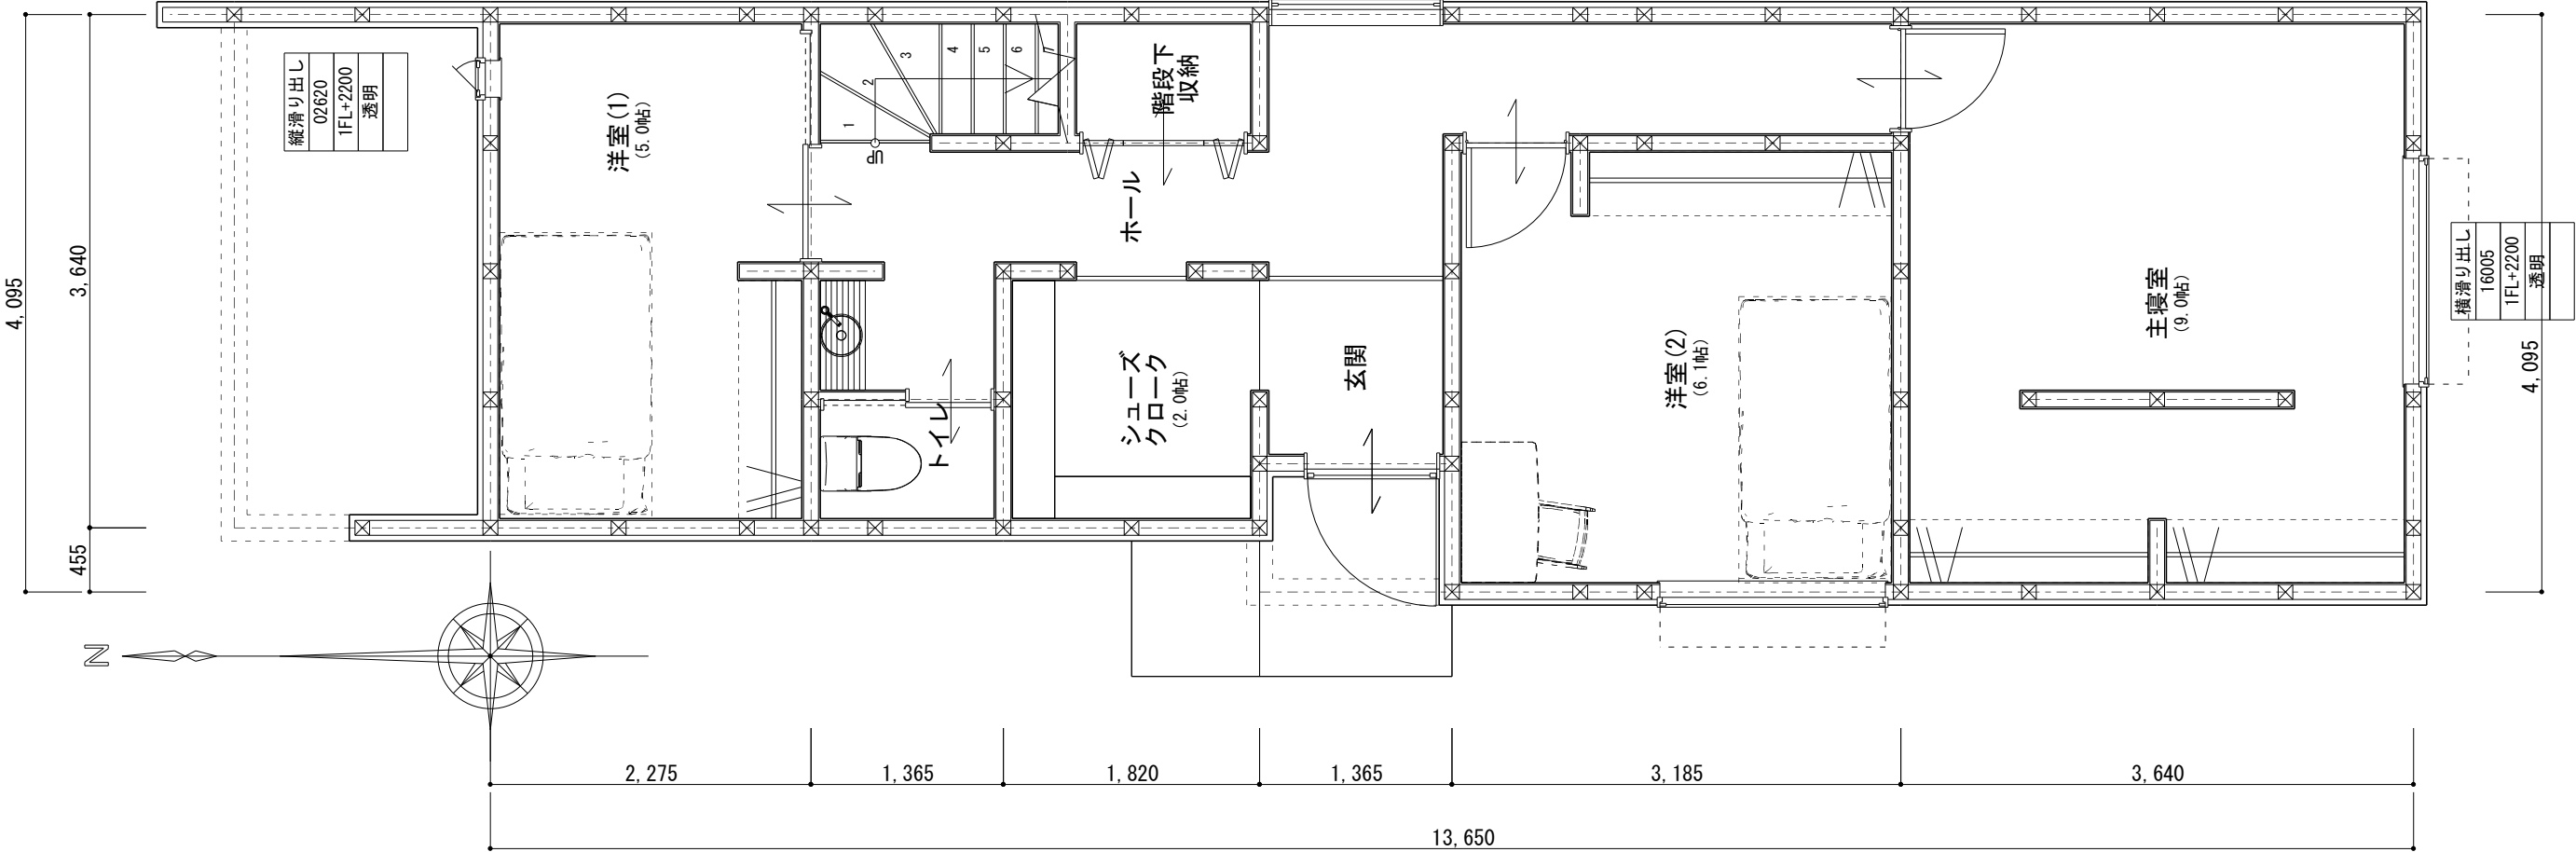 縦滑り出し
02620
1FL+2200
透明
4,095
3,640
455
N
洋室(1)
(5.0帖)
1
2
3
4
5
6
7
UP
階段下
収納
ホール
トイレ
シューズ
クローク
(2.0帖)
玄関
洋室(2)
(6.1帖)
主寝室
(9.0帖)
横滑り出し
16005
1FL+2200
透明
4,095
2,275
1,365
1,820
1,365
3,185
3,640
13,650